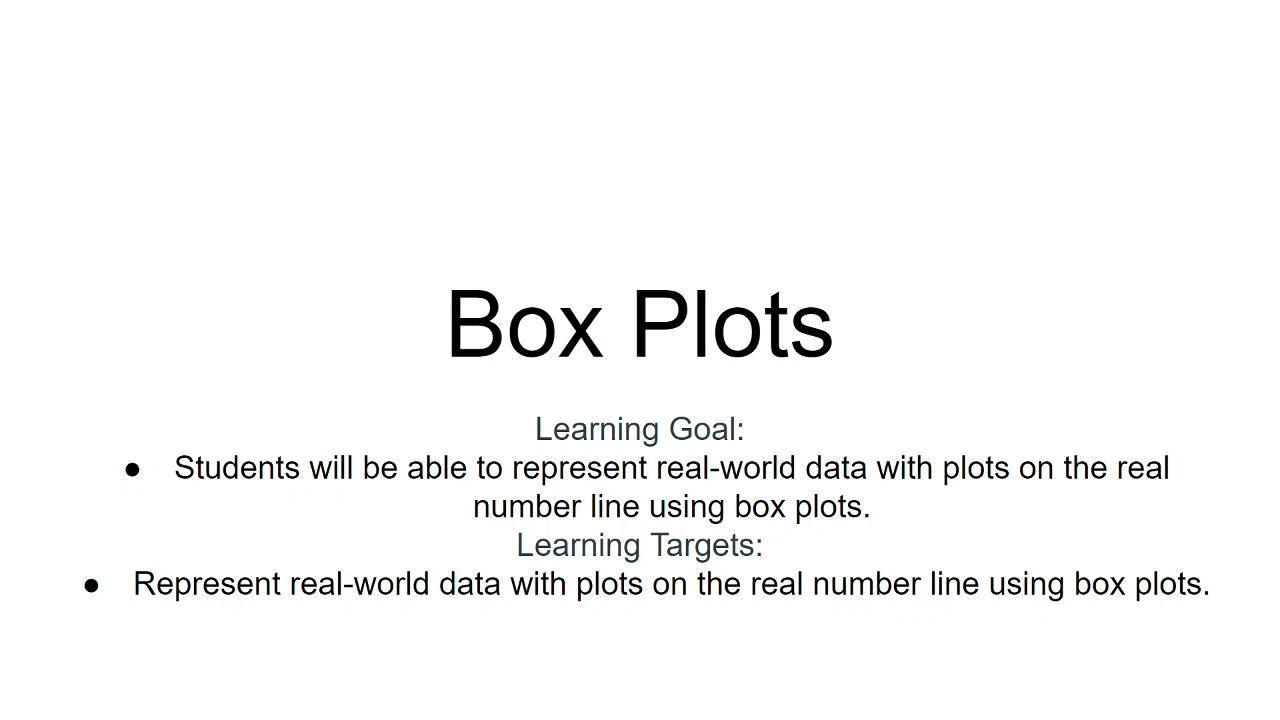 Box Plots
Learning Goal:
● Students will be able to represent real-world data with plots on the real
number line using box plots.
Learning Targets:
● Represent real-world data with plots on the real number line using box plots.